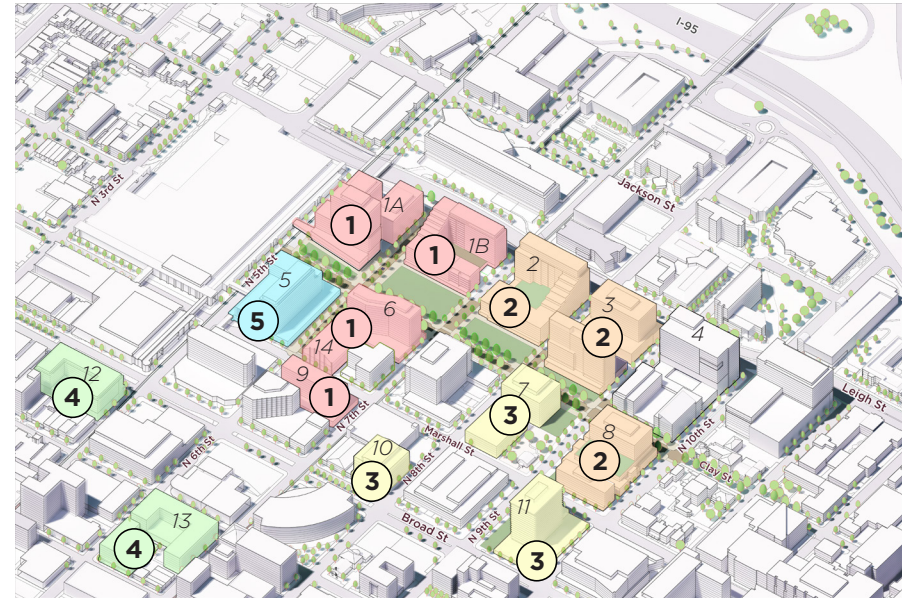 I-95
N 3rd St
Jackson St
1A
1
1B
1
N 5th St
5
2
5
6
2
3
1
2
4
14
12
9
4
1
N 7th St
7
3
Leigh St
N 10th St
Marshall St
8
2
Clay St
N 6th St
10
3
N 8th St
11
Broad St
N 9th St
13
4
3